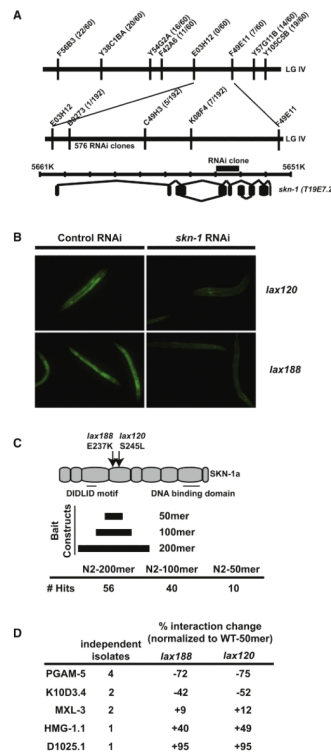 A
F56B3 (22/60)
Y38C1BA (20/60)
Y54G2A (16/60)
F42A6 (11/60)
E03H12 (0/60)
F49E11 (7/60)
Y57G11B (14/60)
Y105C5B (19/60)
LG IV
E03H12
D9273 (1/192)
C49H3 (5/192)
K08F4 (7/192)
F49E11
LG IV
576 RNAi clones
RNAi clone
5661K
5651K
skn-1 (T19E7.2)
B
Control RNAi
skn-1 RNAi
lax120
lax188
C
lax188 lax120
E237K S245L
SKN-1a
DIDLID motif
DNA binding domain
Bait
Constructs
50mer
100mer
200mer
N2-200mer N2-100mer N2-50mer
# Hits 56 40 10
D
% interaction change
independent (normalized to WT-50mer)
isolates lax188 lax120
PGAM-5 4 -72 -75
K10D3.4 2 -42 -52
MXL-3 2 +9 +12
HMG-1.1 1 +40 +49
D1025.1 1 +95 +95